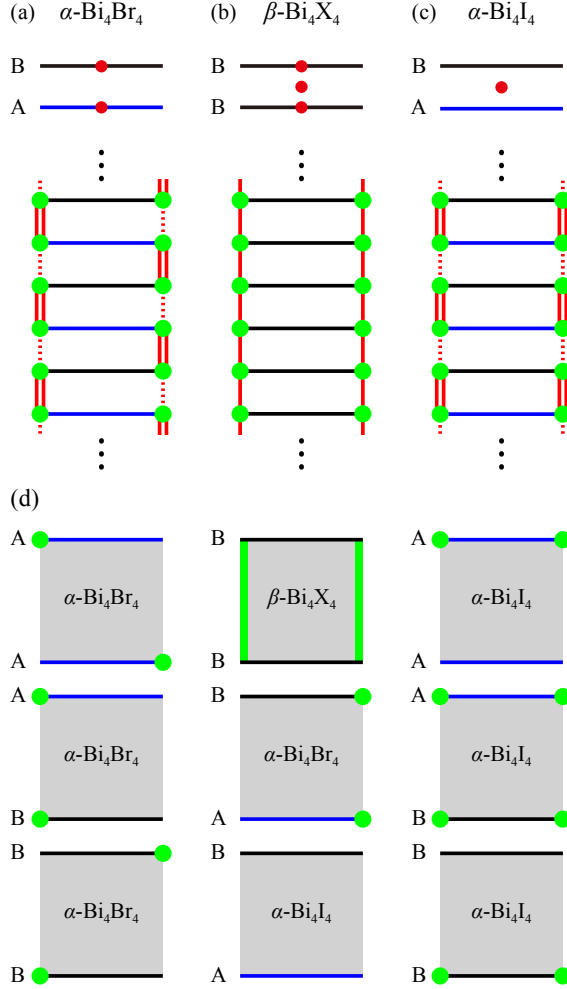 (a) α-Bi₄Br₄ (b) β-Bi₄X₄ (c) α-Bi₄I₄
B B B
A B A
(d)
A B A
α-Bi₄Br₄ β-Bi₄X₄ α-Bi₄I₄
A B A
A B A
α-Bi₄Br₄ α-Bi₄Br₄ α-Bi₄I₄
B A B
B B B
α-Bi₄Br₄ α-Bi₄I₄ α-Bi₄I₄
B A B